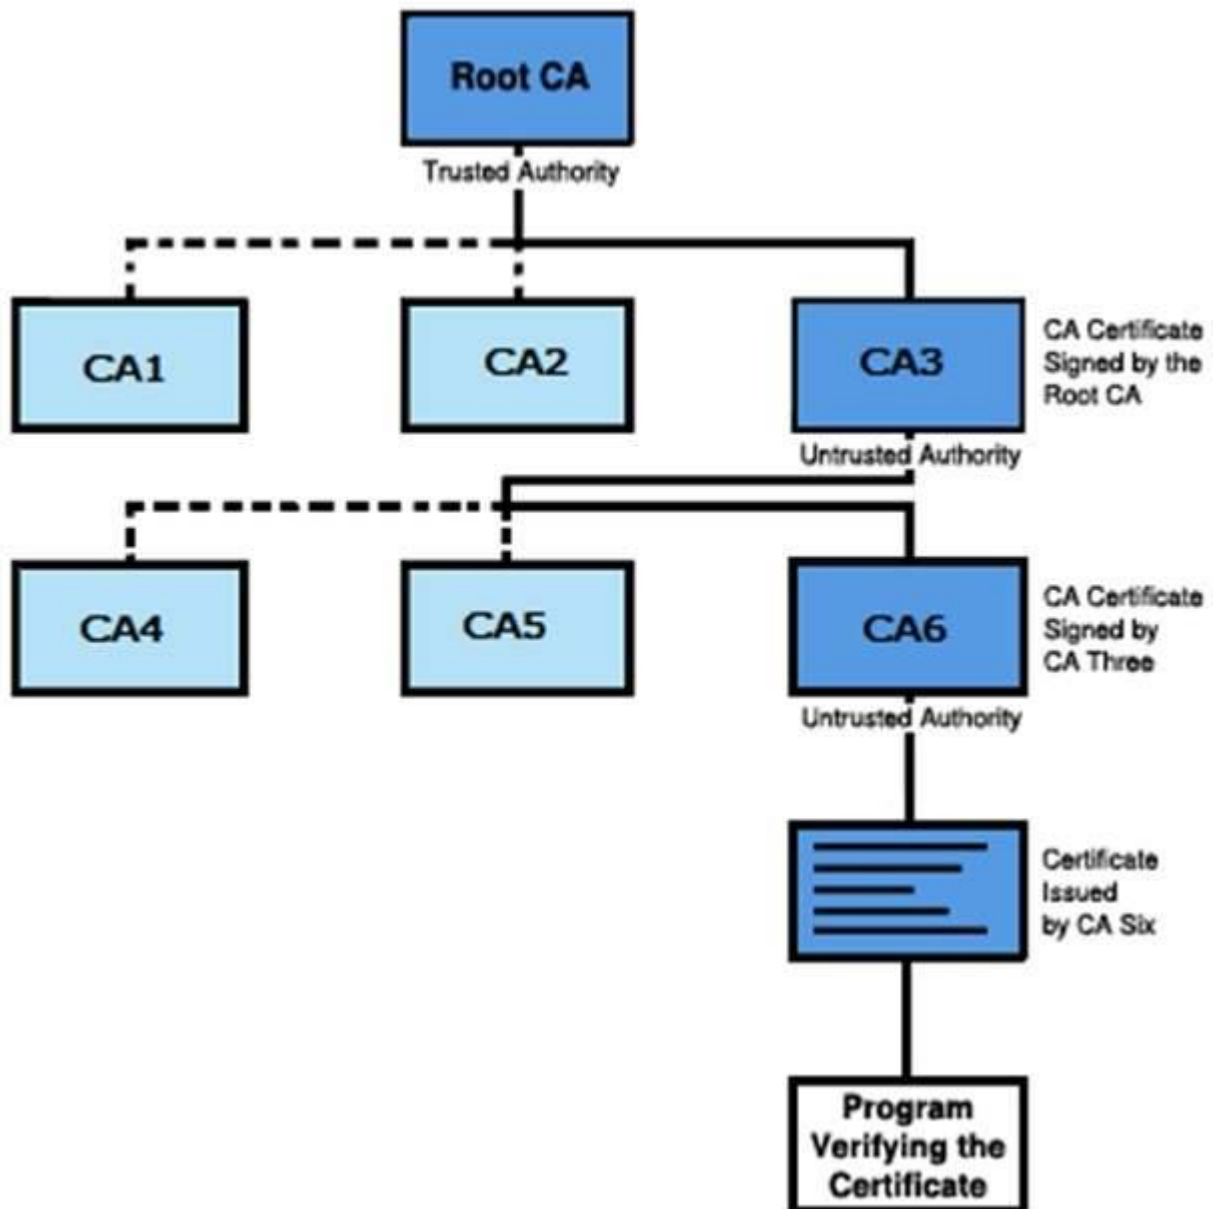 Root CA
Trusted Authority
CA1
CA2
CA3
CA Certificate
Signed by the
Root CA
Untrusted Authority
CA4
CA5
CA6
CA Certificate
Signed by
CA Three
Untrusted Authority
Certificate
Issued
by CA Six
Program
Verifying the
Certificate